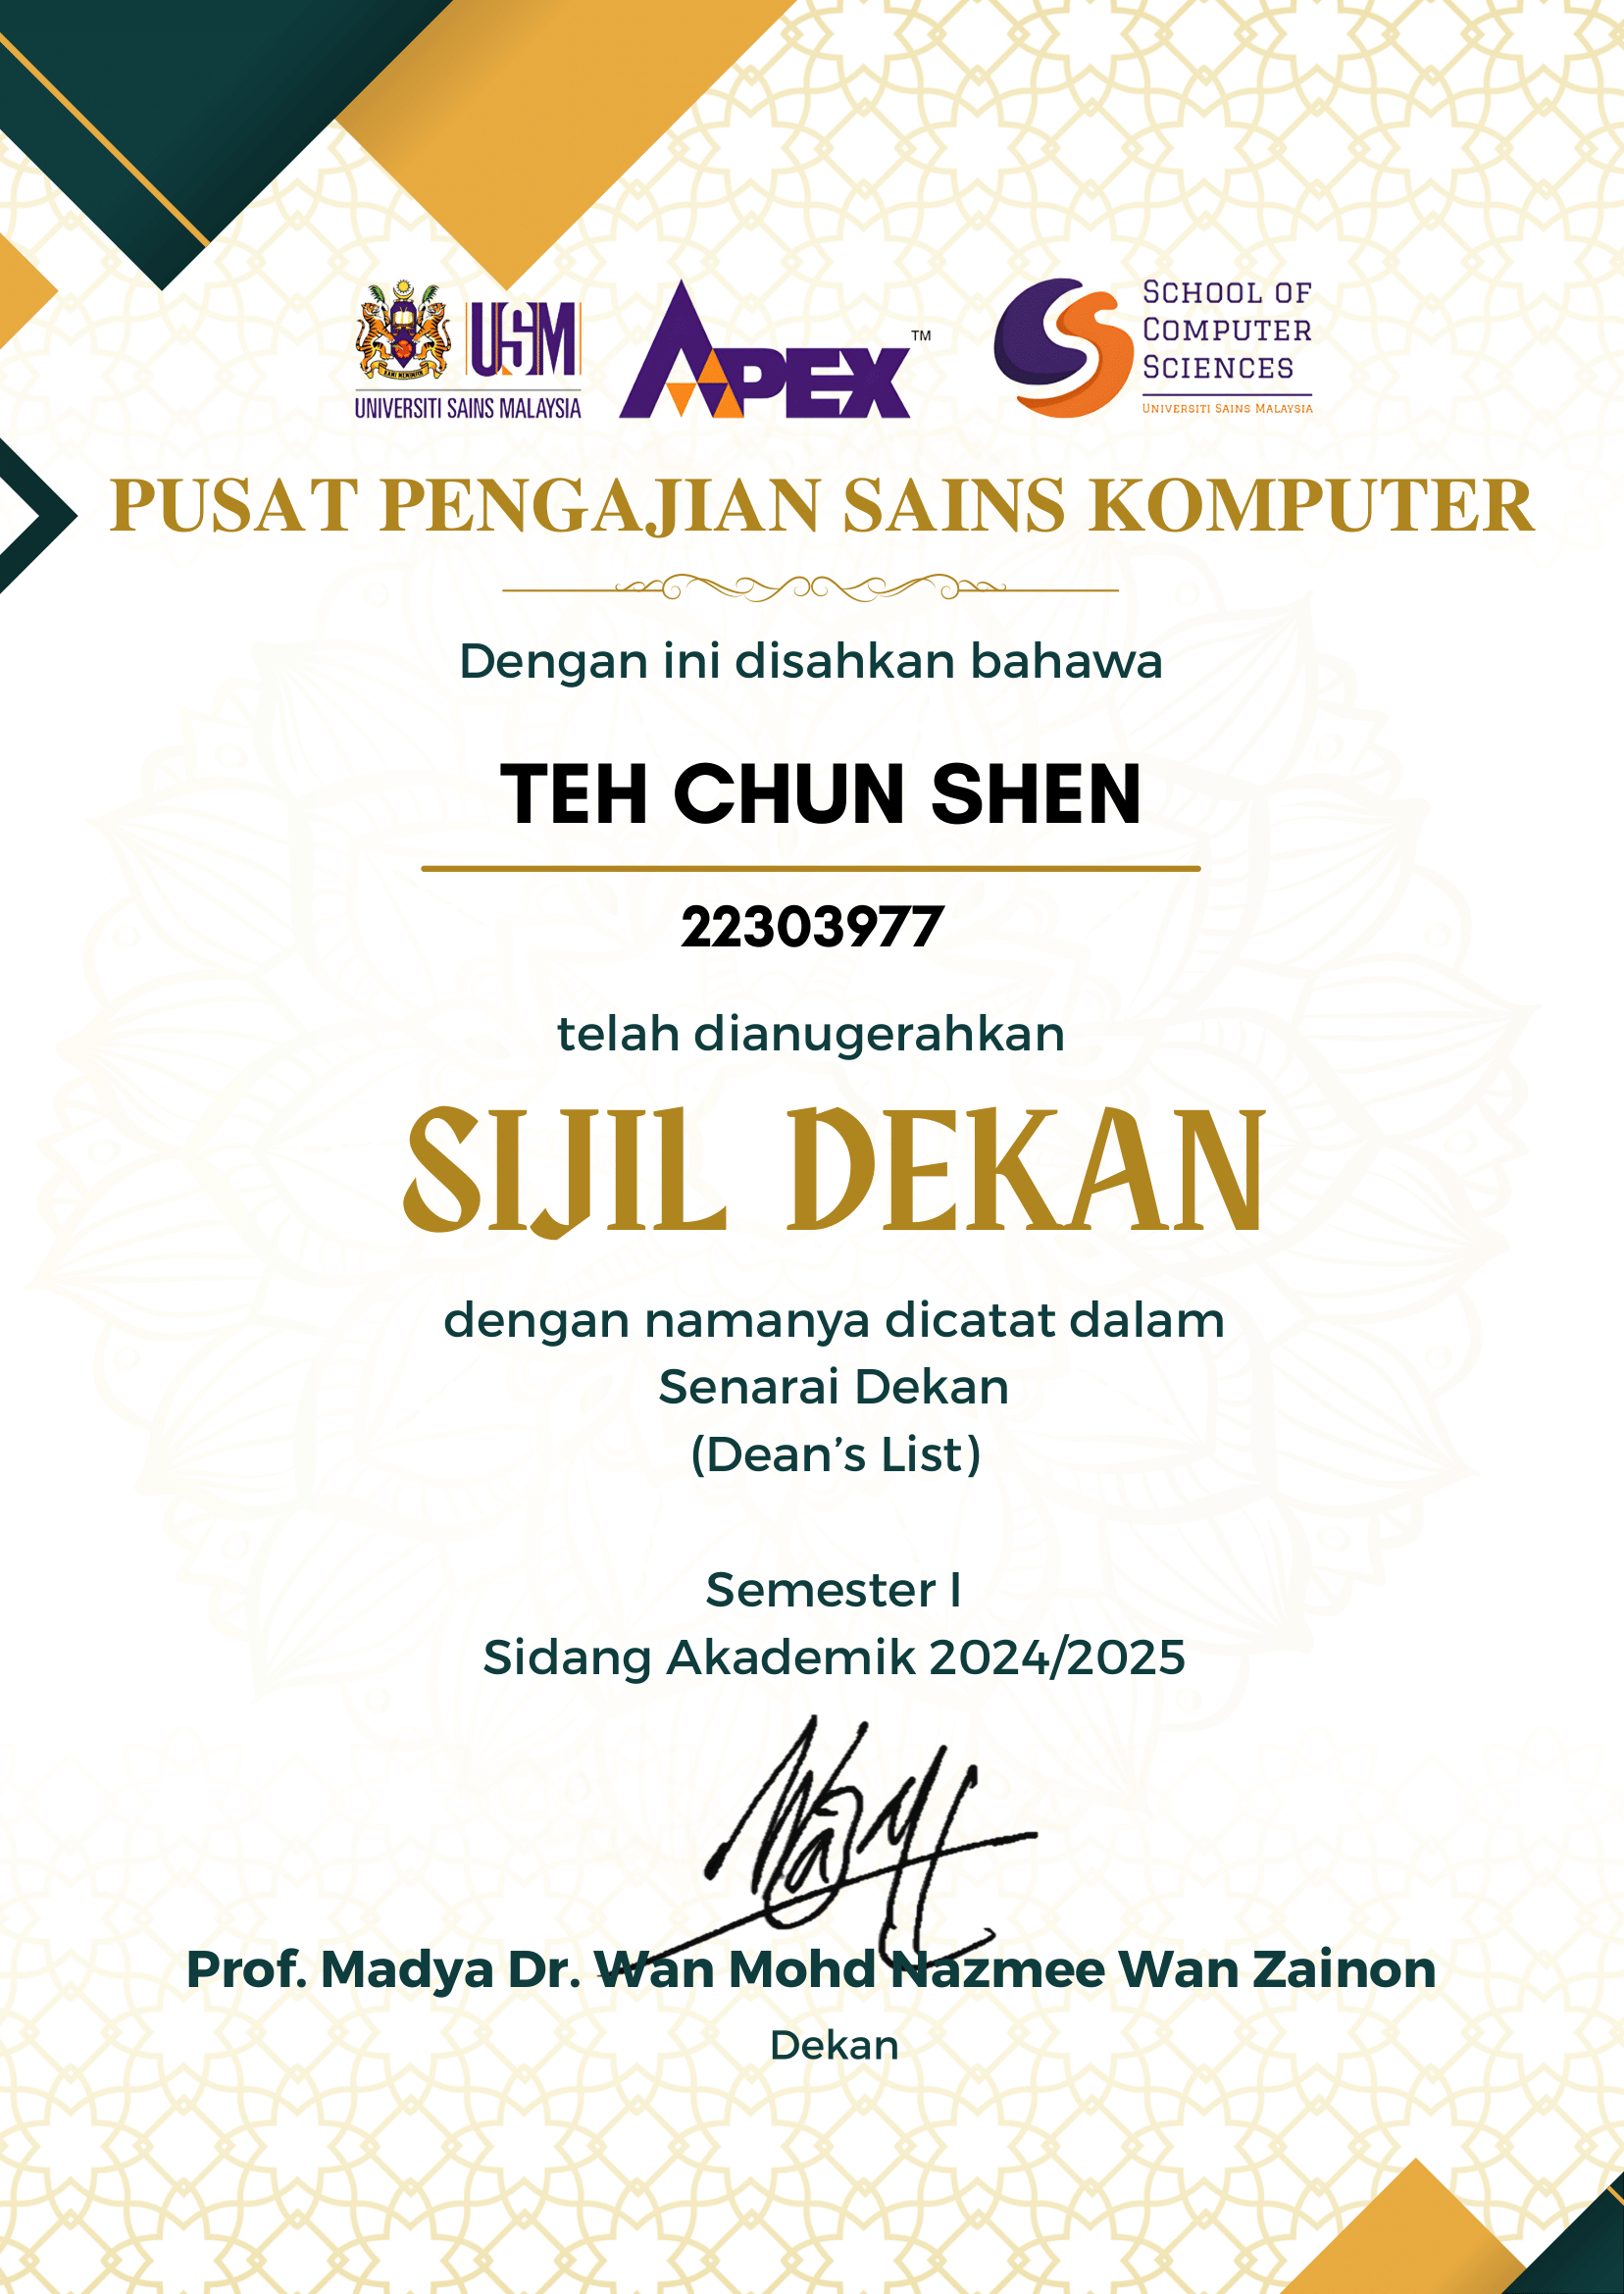 USM
UNIVERSITI SAINS MALAYSIA
APEX™
SCHOOL OF
COMPUTER
SCIENCES
UNIVERSITI SAINS MALAYSIA
PUSAT PENGAJIAN SAINS KOMPUTER
Dengan ini disahkan bahawa
TEH CHUN SHEN
22303977
telah dianugerahkan
SIJIL DEKAN
dengan namanya dicatat dalam
Senarai Dekan
(Dean’s List)
Semester I
Sidang Akademik 2024/2025
Prof. Madya Dr. Wan Mohd Nazmee Wan Zainon
Dekan